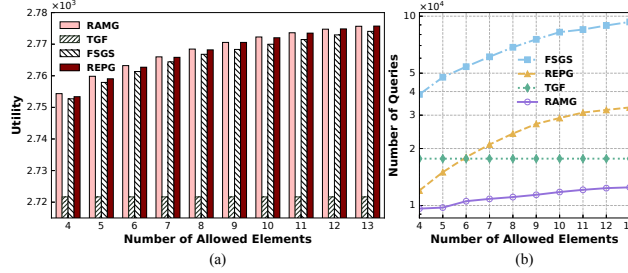 ×10³
2.78
2.77
2.76
2.75
2.74
2.73
2.72
Utility
RAMG
TGF
FSGS
REPG
4 5 6 7 8 9 10 11 12 13
Number of Allowed Elements
(a)
×10⁴
10
4
3
2
1
Number of Queries
FSGS
REPG
TGF
RAMG
4 5 6 7 8 9 10 11 12 1
Number of Allowed Elements
(b)